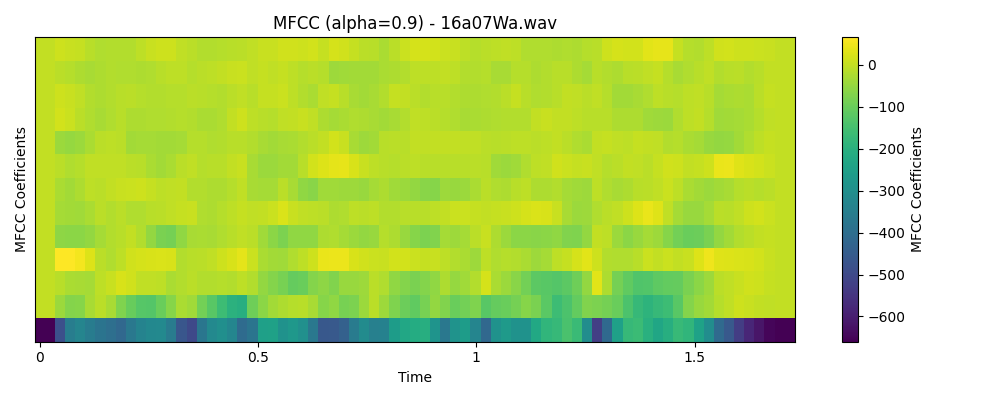 MFCC (alpha=0.9) - 16a07Wa.wav
MFCC Coefficients
0
0.5
1
1.5
Time
0
−100
−200
−300
−400
−500
−600
MFCC Coefficients